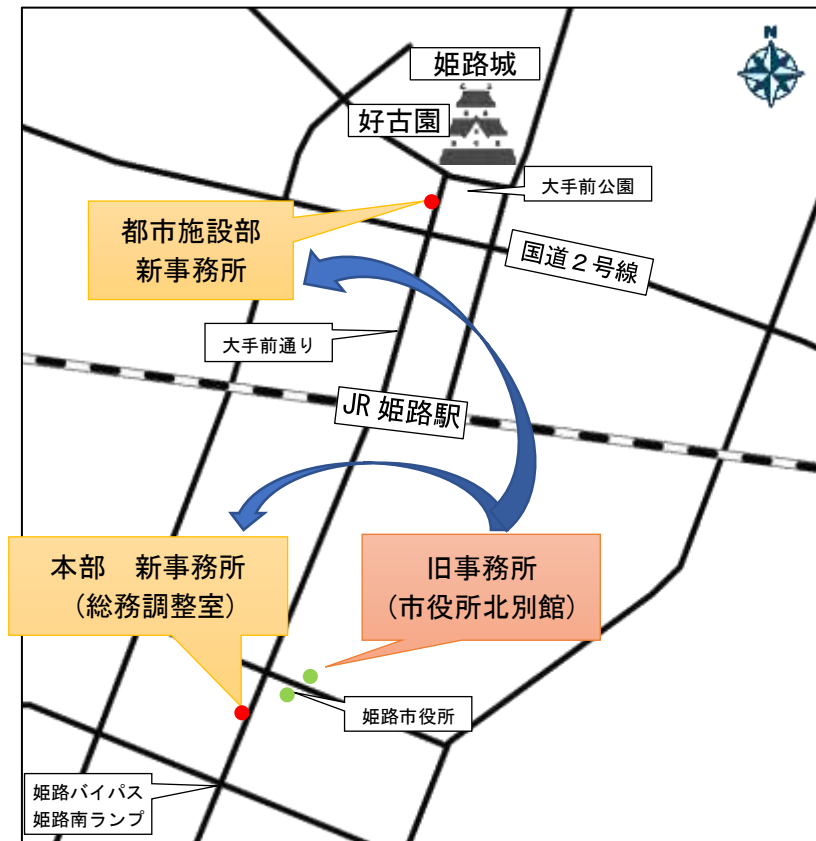 N
姫路城
好古園
大手前公園
都市施設部
新事務所
国道２号線
大手前通り
JR 姫路駅
本部　新事務所
（総務調整室）
旧事務所
（市役所北別館）
姫路市役所
姫路バイパス
姫路南ランプ